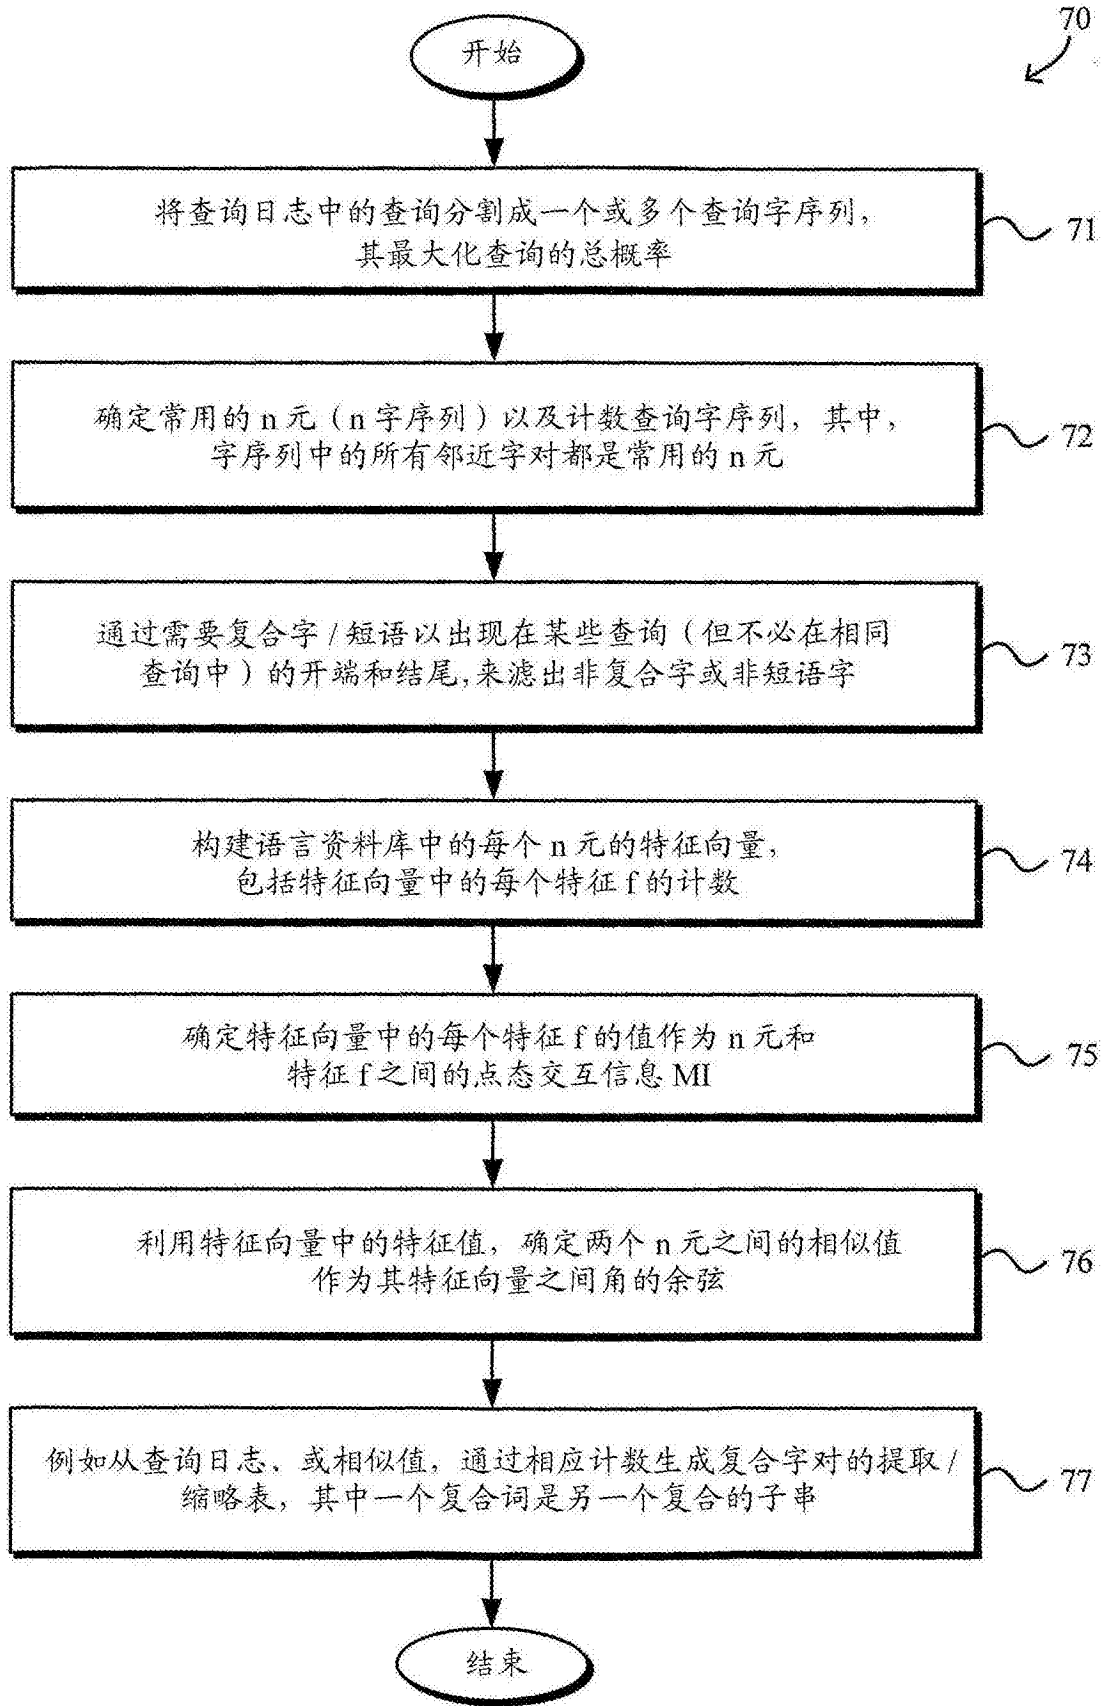 70
开始
将查询日志中的查询分割成一个或多个查询字序列，
其最大化查询的总概率
71
确定常用的n元（n字序列）以及计数查询字序列，其中，
字序列中的所有邻近字对都是常用的n元
72
通过需要复合字/短语以出现在某些查询（但不必在相同
查询中）的开端和结尾，来滤出非复合字或非短语字
73
构建语言资料库中的每个n元的特征向量，
包括特征向量中的每个特征f的计数
74
确定特征向量中的每个特征f的值作为n元和
特征f之间的点态交互信息MI
75
利用特征向量中的特征值，确定两个n元之间的相似值
作为其特征向量之间角的余弦
76
例如从查询日志、或相似值，通过相应计数生成复合字对的提取/
缩略表，其中一个复合词是另一个复合的子串
77
结束